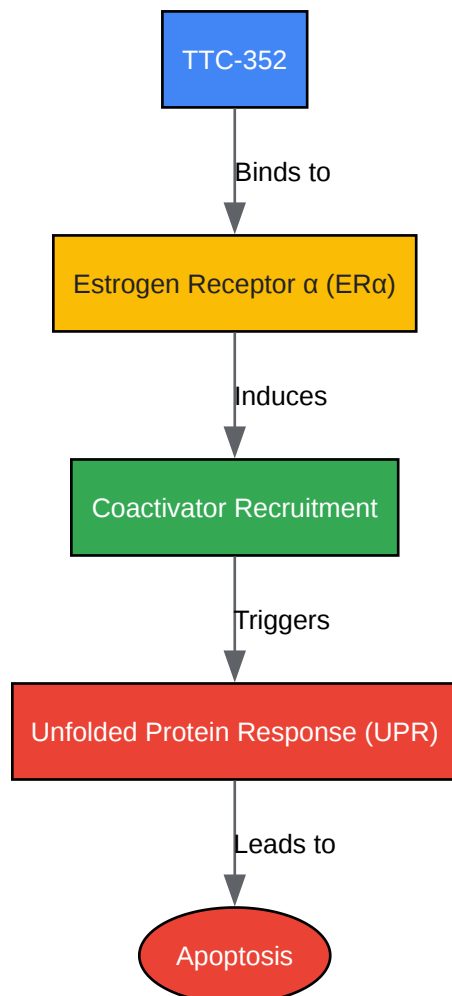 TTC-352
Binds to
Estrogen Receptor α (ERα)
Induces
Coactivator Recruitment
Triggers
Unfolded Protein Response (UPR)
Leads to
Apoptosis